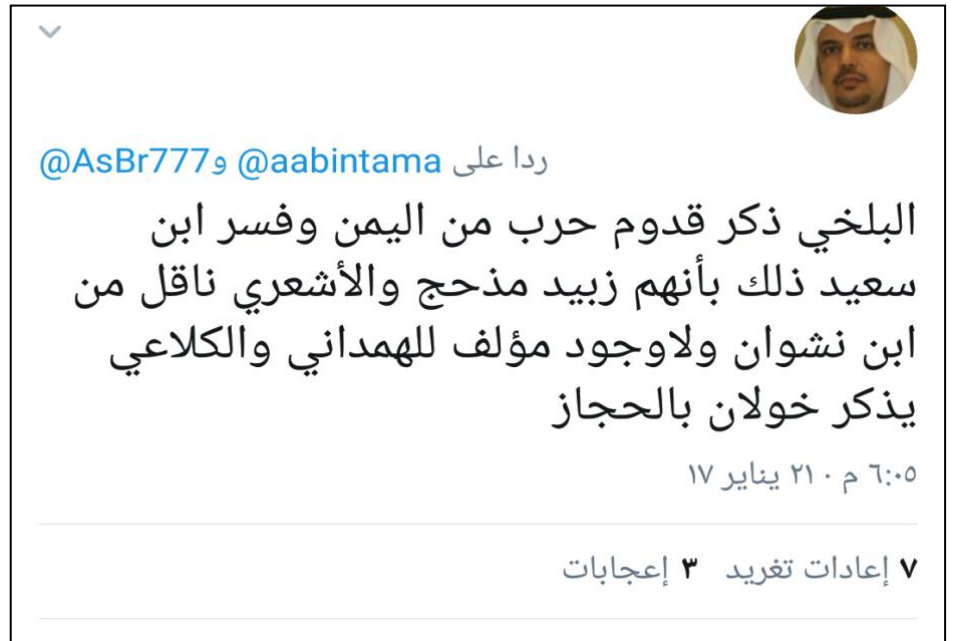 ردا على @aabintama و@AsBr777
البلخي ذكر قدوم حرب من اليمن وفسر ابن
سعيد ذلك بأنهم زبيد مذحج والأشعري ناقل من
ابن نشوان ولاوجود مؤلف للهمداني والكلاعي
يذكر خولان بالحجاز
٦:٠٥ م · ٢١ يناير ١٧
٧ إعادات تغريد ٣ إعجابات